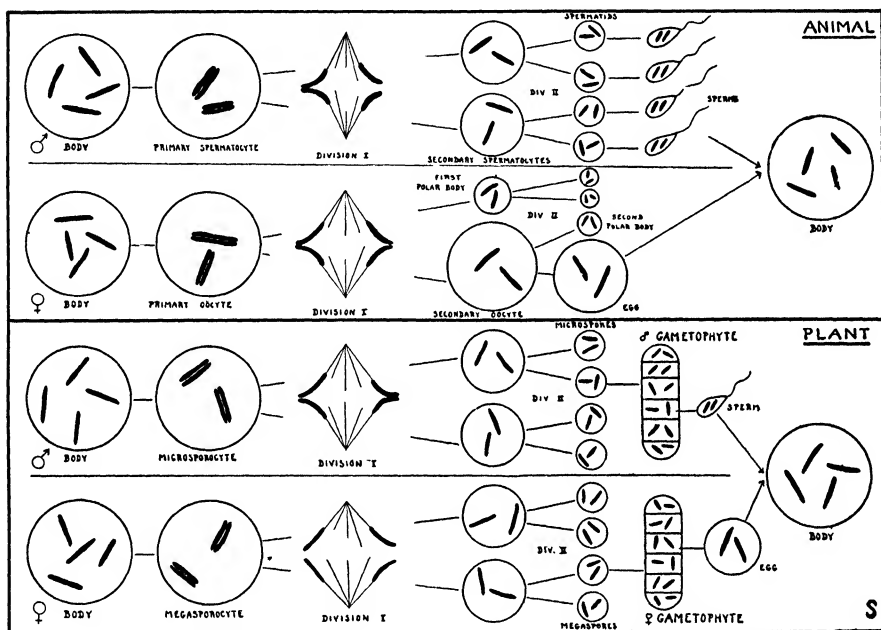 ANIMAL
SPERMATIDS
DIV II
SPERMS
♂ BODY
PRIMARY SPERMATOCYTE
DIVISION I
SECONDARY SPERMATOCYTES
FIRST
POLAR BODY
DIV II
SECOND
POLAR BODY
BODY
♀ BODY
PRIMARY OOCYTE
DIVISION I
SECONDARY OOCYTE
EGG
PLANT
MICROSPORES
♂ GAMETOPHYTE
DIV II
SPERM
♂ BODY
MICROSPOROCYTE
DIVISION I
DIV. II
BODY
EGG
♀ BODY
MEGASPOROCYTE
DIVISION I
MEGASPORES
♀ GAMETOPHYTE
S